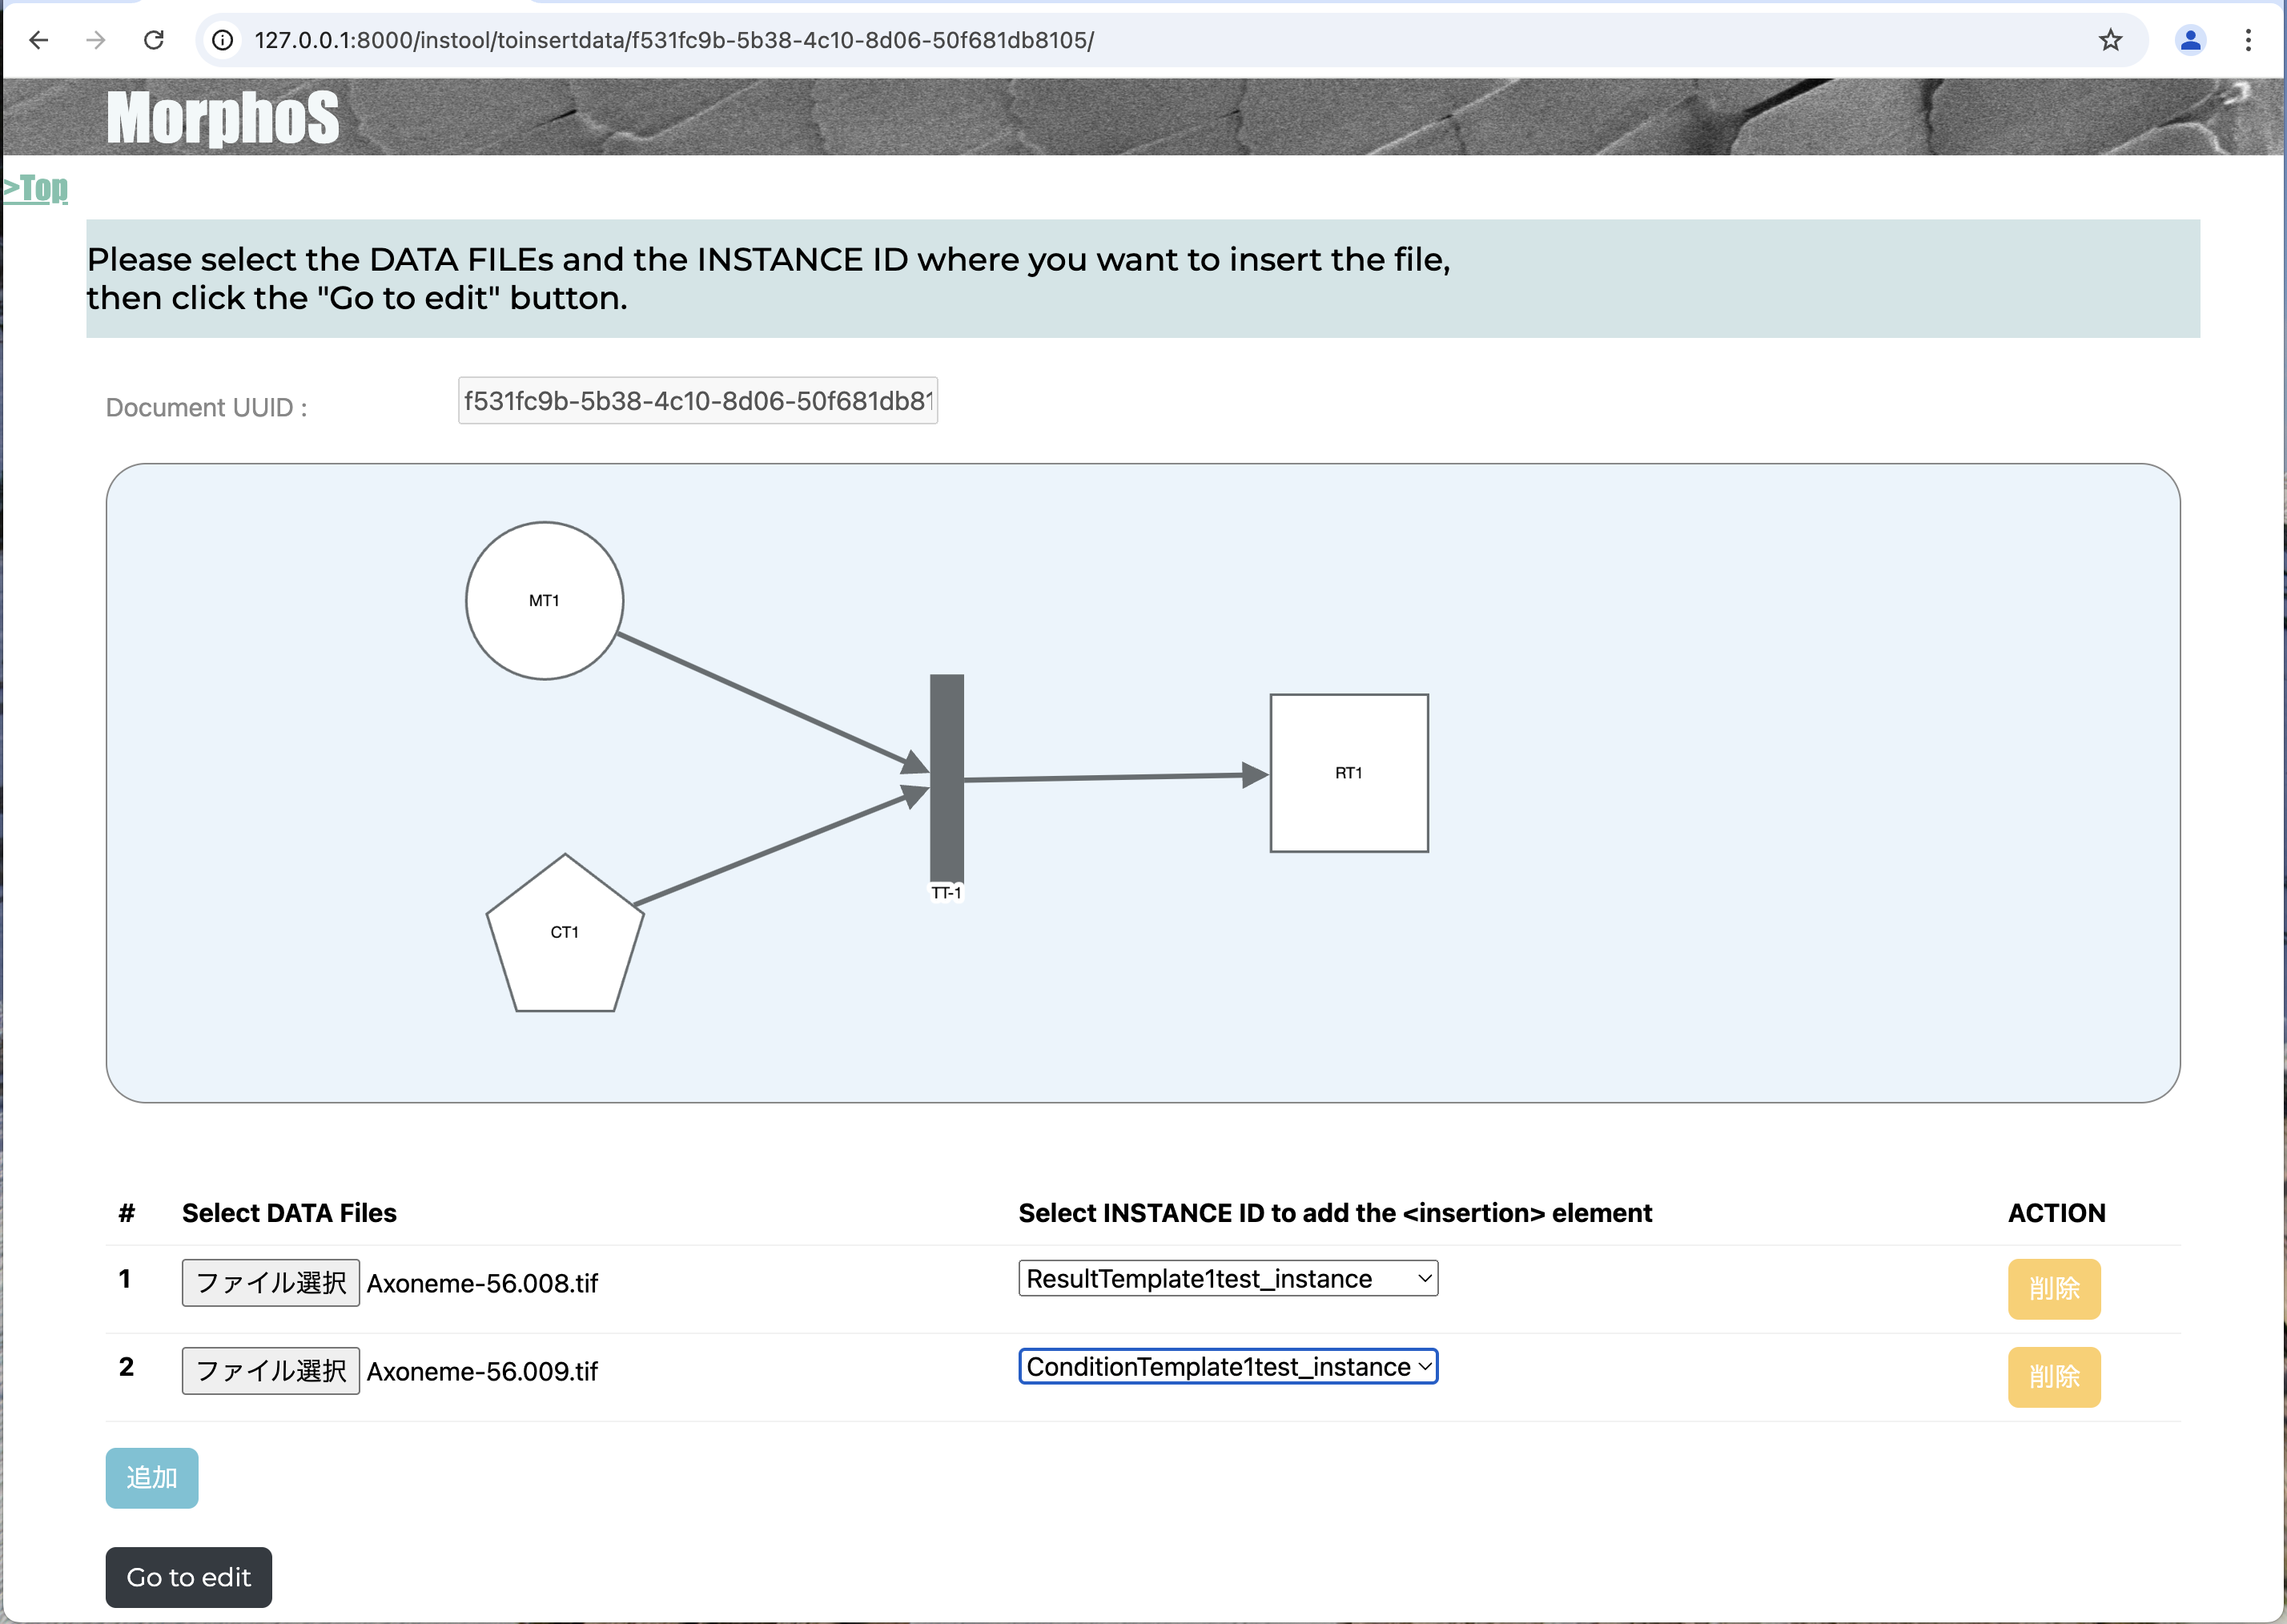 127.0.0.1:8000/instool/toinsertdata/f531fc9b-5b38-4c10-8d06-50f681db8105/
MorphoS
>Top
Please select the DATA FILEs and the INSTANCE ID where you want to insert the file,
then click the "Go to edit" button.
Document UUID :
f531fc9b-5b38-4c10-8d06-50f681db81
MT1
TT-1
RT1
CT1
# Select DATA Files Select INSTANCE ID to add the <insertion> element ACTION
1 ファイル選択 Axoneme-56.008.tif ResultTemplate1test_instance 削除
2 ファイル選択 Axoneme-56.009.tif ConditionTemplate1test_instance 削除
追加
Go to edit